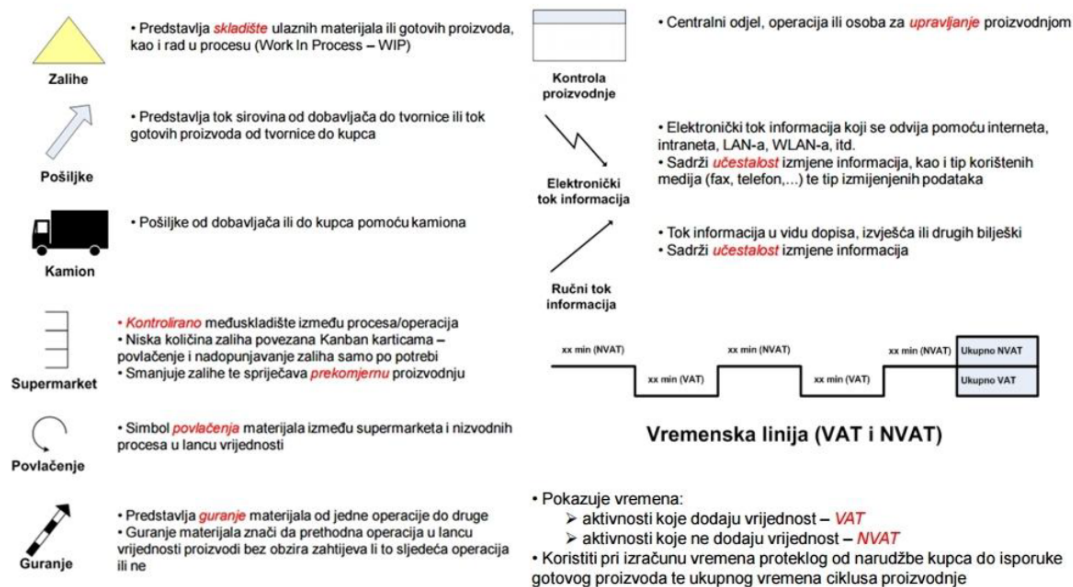 • Predstavlja skladište ulaznih materijala ili gotovih proizvoda,
kao i rad u procesu (Work In Process – WIP)
Zalihe
• Predstavlja tok sirovina od dobavljača do tvornice ili tok
gotovih proizvoda od tvornice do kupca
Pošiljke
• Pošiljke od dobavljača ili do kupca pomoću kamiona
Kamion
• Kontrolirano međuskladište između procesa/operacija
• Niska količina zaliha povezana Kanban karticama –
povlačenje i nadopunjavanje zaliha samo po potrebi
• Smanjuje zalihe te spriječava prekomjernu proizvodnju
Supermarket
• Simbol povlačenja materijala između supermarketa i nizvodnih
procesa u lancu vrijednosti
Povlačenje
• Predstavlja guranje materijala od jedne operacije do druge
• Guranje materijala znači da prethodna operacija u lancu
vrijednosti proizvodi bez obzira zahtijeva li to sljedeća operacija
ili ne
Guranje
• Centralni odjel, operacija ili osoba za upravljanje proizvodnjom
Kontrola
proizvodnje
• Elektronički tok informacija koji se odvija pomoću interneta,
intraneta, LAN-a, WLAN-a, itd.
• Sadrži učestalost izmjene informacija, kao i tip korištenih
medija (fax, telefon,...) te tip izmijenjenih podataka
Elektronički
tok informacija
• Tok informacija u vidu dopisa, izvješća ili drugih bilješki
• Sadrži učestalost izmjene informacija
Ručni tok
informacija
xx min (NVAT) xx min (NVAT) xx min (NVAT) Ukupno NVAT
xx min (VAT) xx min (VAT) Ukupno VAT
Vremenska linija (VAT i NVAT)
• Pokazuje vremena:
➢ aktivnosti koje dodaju vrijednost – VAT
➢ aktivnosti koje ne dodaju vrijednost – NVAT
• Koristiti pri izračunu vremena proteklog od narudžbe kupca do isporuke
gotovog proizvoda te ukupnog vremena ciklusa proizvodnje